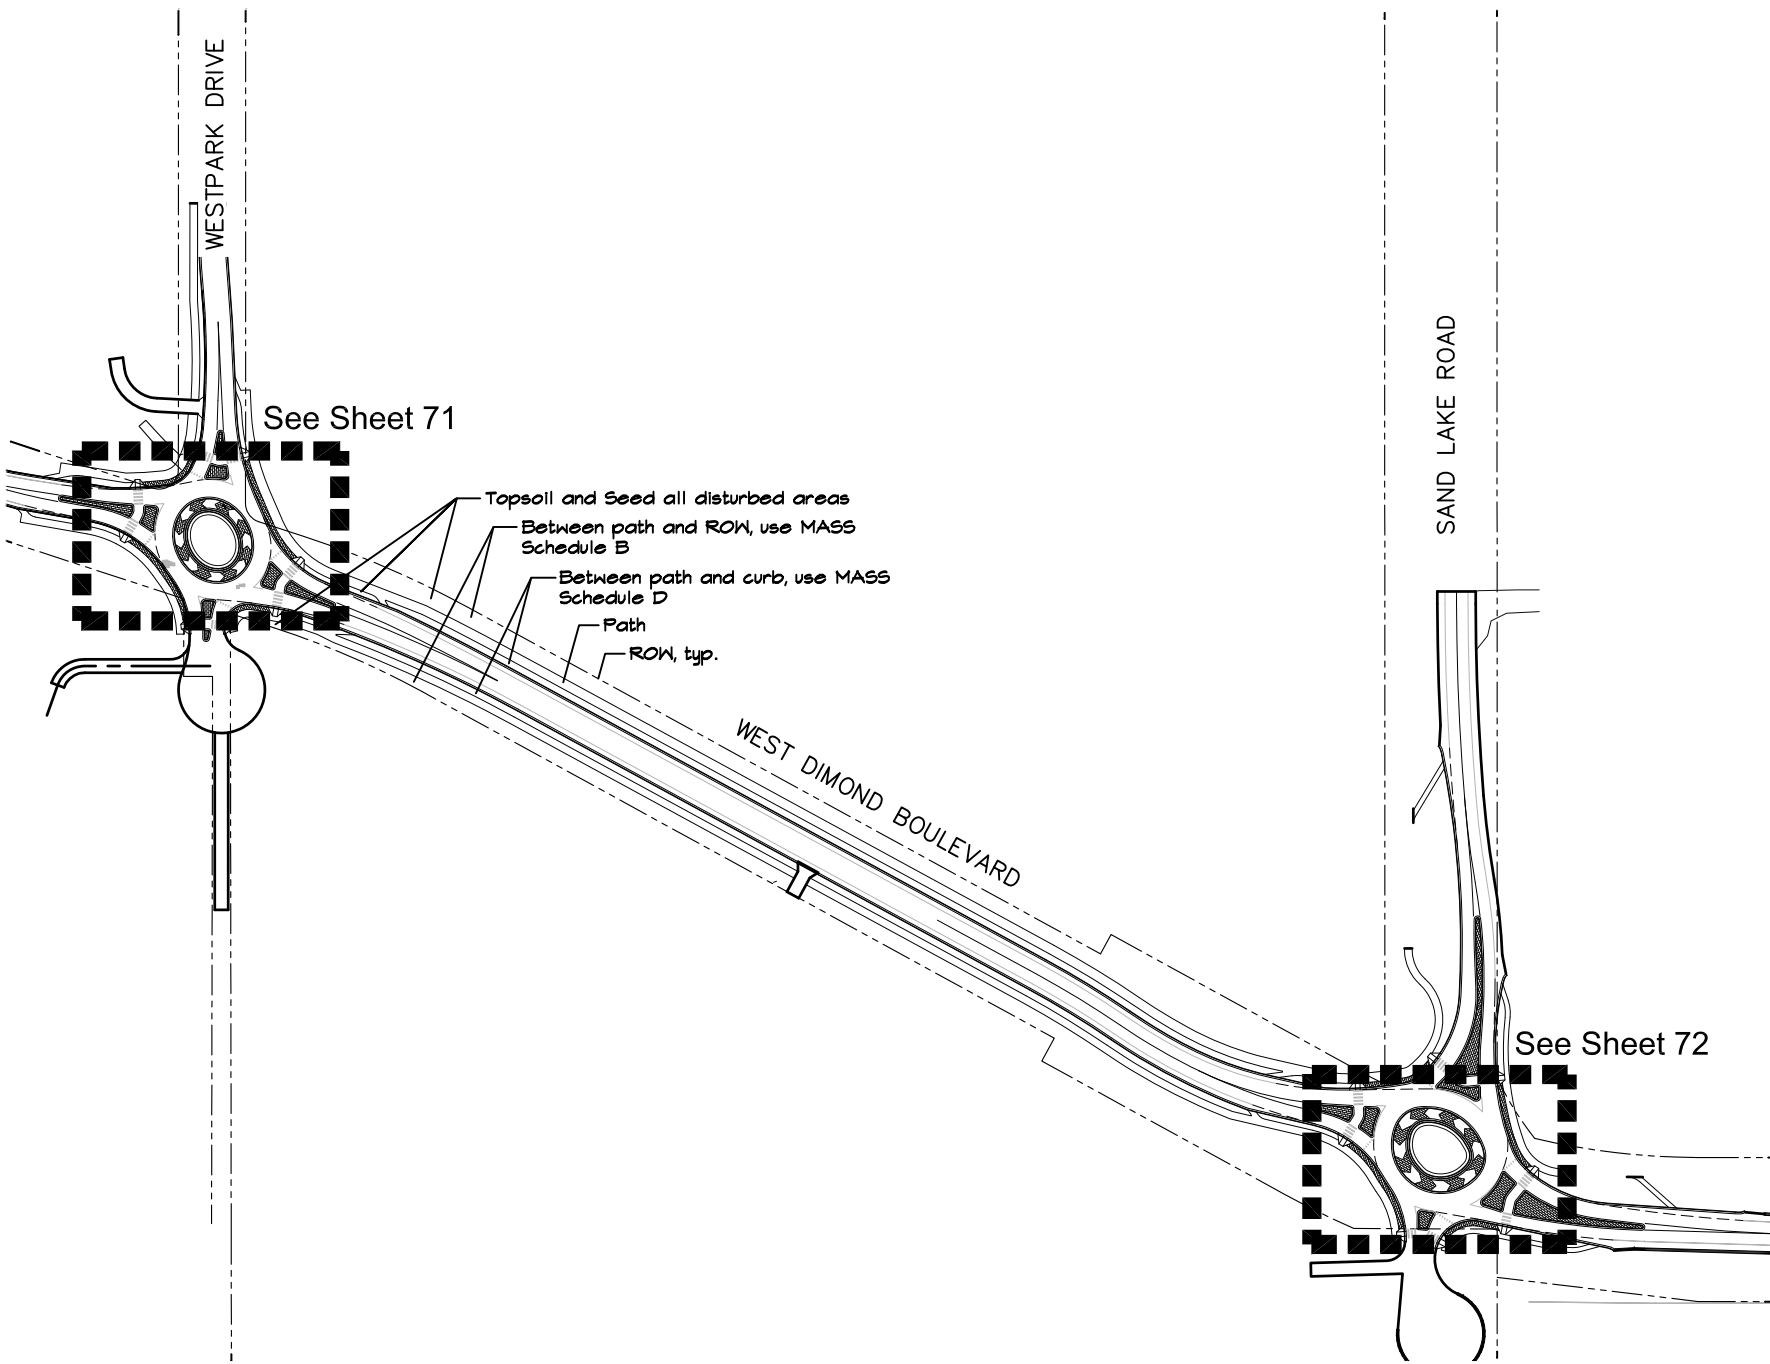 WESTPARK DRIVE
SAND LAKE ROAD
See Sheet 71
Topsoil and Seed all disturbed areas
Between path and ROW, use MASS
Schedule B
Between path and curb, use MASS
Schedule D
Path
ROW, typ.
WEST DIMOND BOULEVARD
See Sheet 72